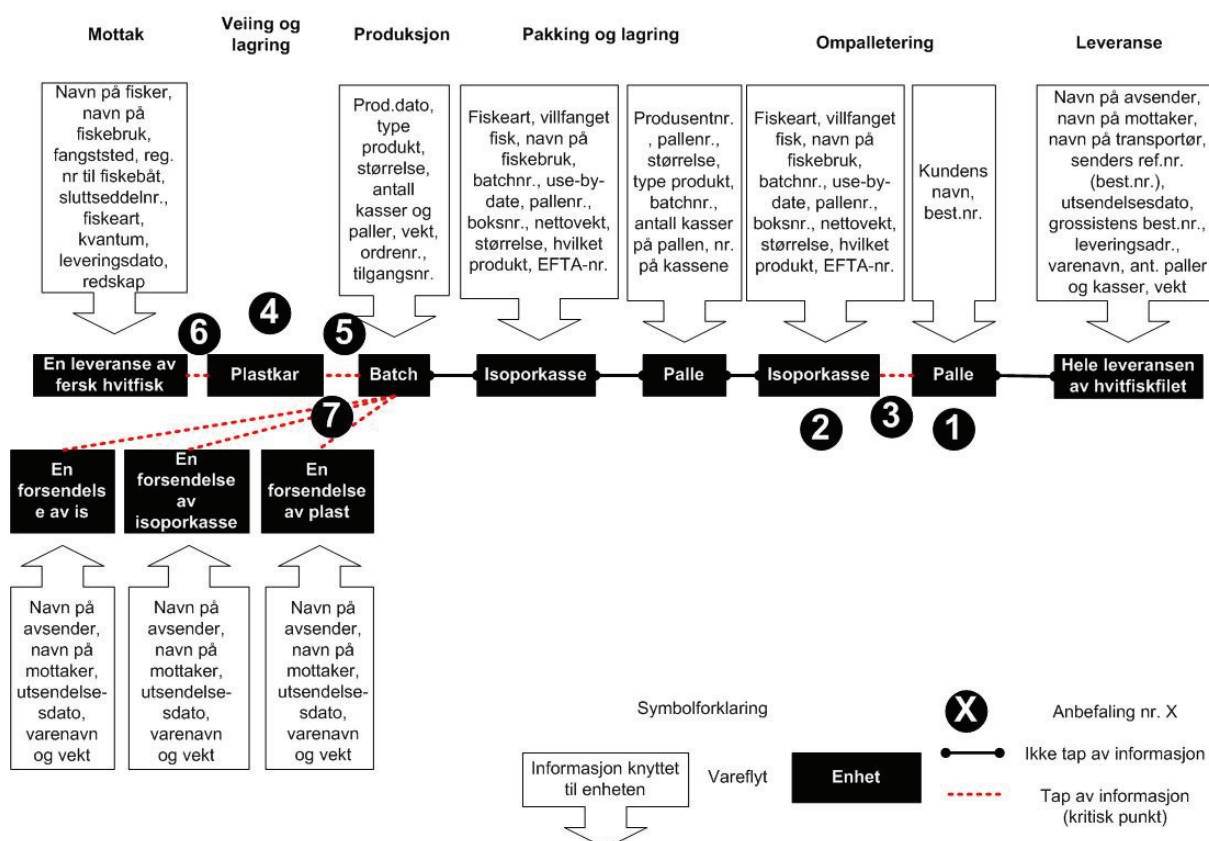 Mottak
Veiing og
lagring
Produksjon
Pakking og lagring
Ompalletering
Leveranse
Navn på fisker,
navn på
fiskebruk,
fangststed, reg.
nr til fiskebåt,
sluttseddelnr.,
fiskeart,
kvantum,
leveringsdato,
redskap
Prod.dato,
type
produkt,
størrelse,
antall
kasser og
paller, vekt,
ordrenr.,
tilgangsnr.
Fiskeart, villfanget
fisk, navn på
fiskebruk,
batchnr., use-by-
date, pallenr.,
boksnr., nettovekt,
størrelse, hvilket
produkt, EFTA-nr.
Produsentnr.
, pallenr.,
størrelse,
type produkt,
batchnr.,
antall kasser
på pallen, nr.
på kassene
Fiskeart, villfanget
fisk, navn på
fiskebruk,
batchnr., use-by-
date, pallenr.,
boksnr., nettovekt,
størrelse, hvilket
produkt, EFTA-nr.
Kundens
navn,
best.nr.
Navn på avsender,
navn på mottaker,
navn på transportør,
senders ref.nr.
(best.nr.),
utsendelsesdato,
grossistens best.nr.,
leveringsadr.,
varenavn, ant. paller
og kasser, vekt
6
4
5
En leveranse av
fersk hvitfisk
Plastkar
Batch
Isoporkasse
Palle
Isoporkasse
Palle
Hele leveransen
av hvitfiskfilet
7
2
3
1
En
forsendels
e av is
En
forsendelse
av
isoporkasse
En
forsendelse
av plast
Navn på
avsender,
navn på
mottaker,
utsendelse-
sdato,
varenavn
og vekt
Navn på
avsender,
navn på
mottaker,
utsendelse-
sdato,
varenavn
og vekt
Navn på
avsender,
navn på
mottaker,
utsendelse-
sdato,
varenavn
og vekt
Symbolforklaring
Informasjon knyttet
til enheten
Vareflyt
Enhet
X
Anbefaling nr. X
Ikke tap av informasjon
Tap av informasjon
(kritisk punkt)